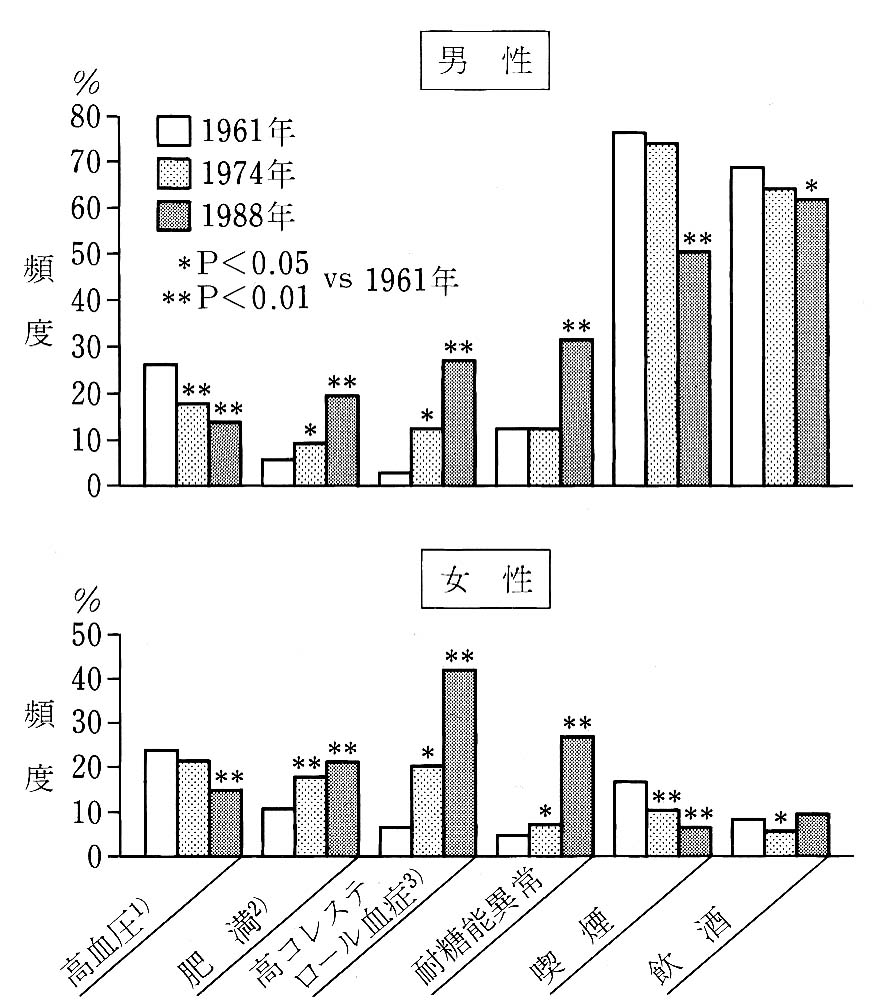 男 性
%
80
70
60
50
40
30
20
10
0
頻度
1961年
1974年
1988年
*P<0.05
**P<0.01
vs 1961年
** **
* **
* **
**
**
*
女 性
%
50
40
30
20
10
0
頻度
**
** **
* **
* **
** **
*
高血圧1)
肥 満2)
高コレステ
ロール血症3)
耐糖能異常
喫 煙
飲 酒